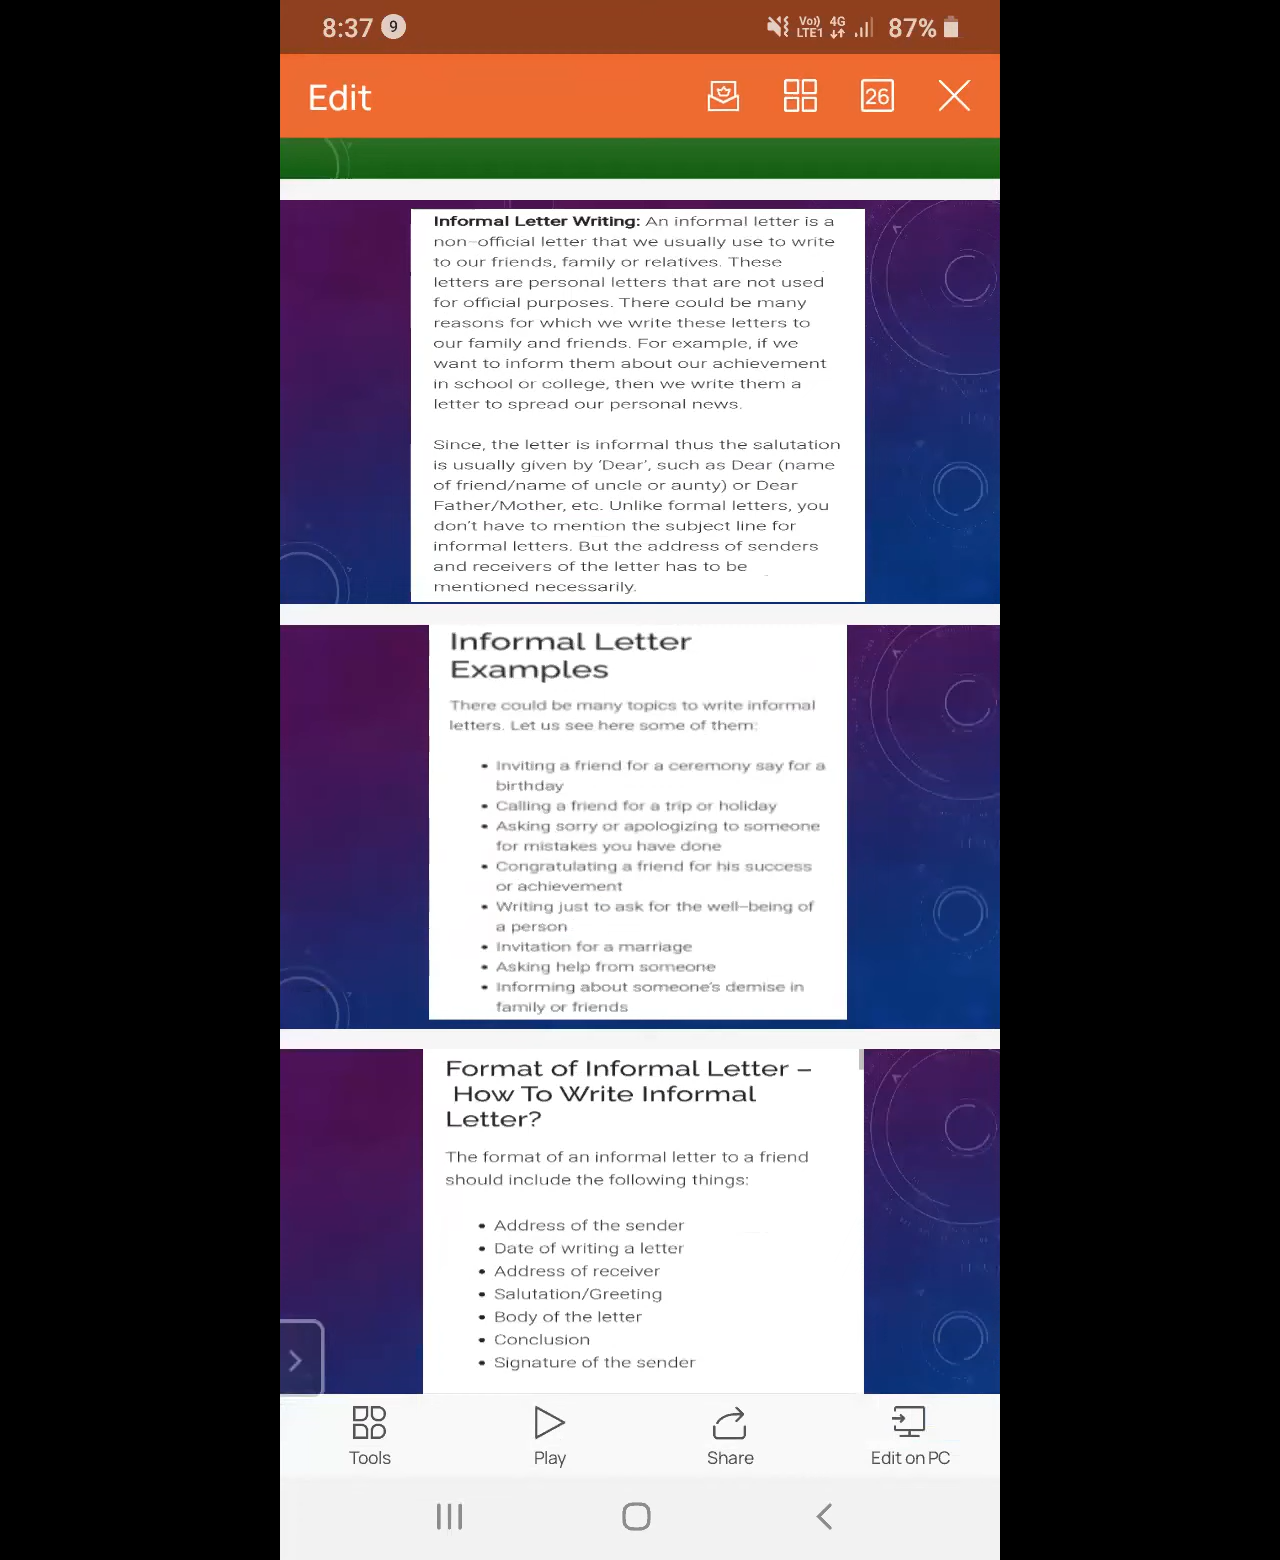 8:37 9 Vo)) LTE1 4G 87%
Edit 26
Informal Letter Writing: An informal letter is a
non-official letter that we usually use to write
to our friends, family or relatives. These
letters are personal letters that are not used
for official purposes. There could be many
reasons for which we write these letters to
our family and friends. For example, if we
want to inform them about our achievement
in school or college, then we write them a
letter to spread our personal news.
Since, the letter is informal thus the salutation
is usually given by ‘Dear’, such as Dear (name
of friend/name of uncle or aunty) or Dear
Father/Mother, etc. Unlike formal letters, you
don’t have to mention the subject line for
informal letters. But the address of senders
and receivers of the letter has to be
mentioned necessarily.
Informal Letter
Examples
There could be many topics to write informal
letters. Let us see here some of them:
• Inviting a friend for a ceremony say for a
birthday
• Calling a friend for a trip or holiday
• Asking sorry or apologizing to someone
for mistakes you have done
• Congratulating a friend for his success
or achievement
• Writing just to ask for the well-being of
a person
• Invitation for a marriage
• Asking help from someone
• Informing about someone’s demise in
family or friends
Format of Informal Letter –
How To Write Informal
Letter?
The format of an informal letter to a friend
should include the following things:
• Address of the sender
• Date of writing a letter
• Address of receiver
• Salutation/Greeting
• Body of the letter
• Conclusion
• Signature of the sender
Tools Play Share Edit on PC